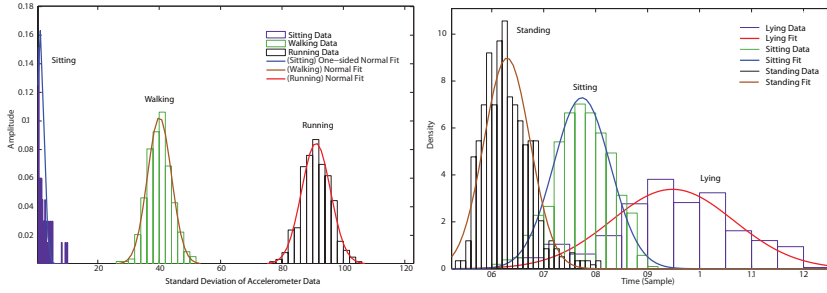 0.18
0.16
0.14
0.12
0.1
0.08
0.06
0.04
0.02
Amplitude
20
40
60
80
100
120
Standard Deviation of Accelerometer Data
Sitting
Walking
Running
Sitting Data
Walking Data
Running Data
(Sitting) One-sided Normal Fit
(Walking) Normal Fit
(Running) Normal Fit
10
8
6
4
2
0
Density
06
07
08
09
1
11
12
Time (Sample)
Standing
Sitting
Lying
Lying Data
Lying Fit
Sitting Data
Sitting Fit
Standing Data
Standing Fit